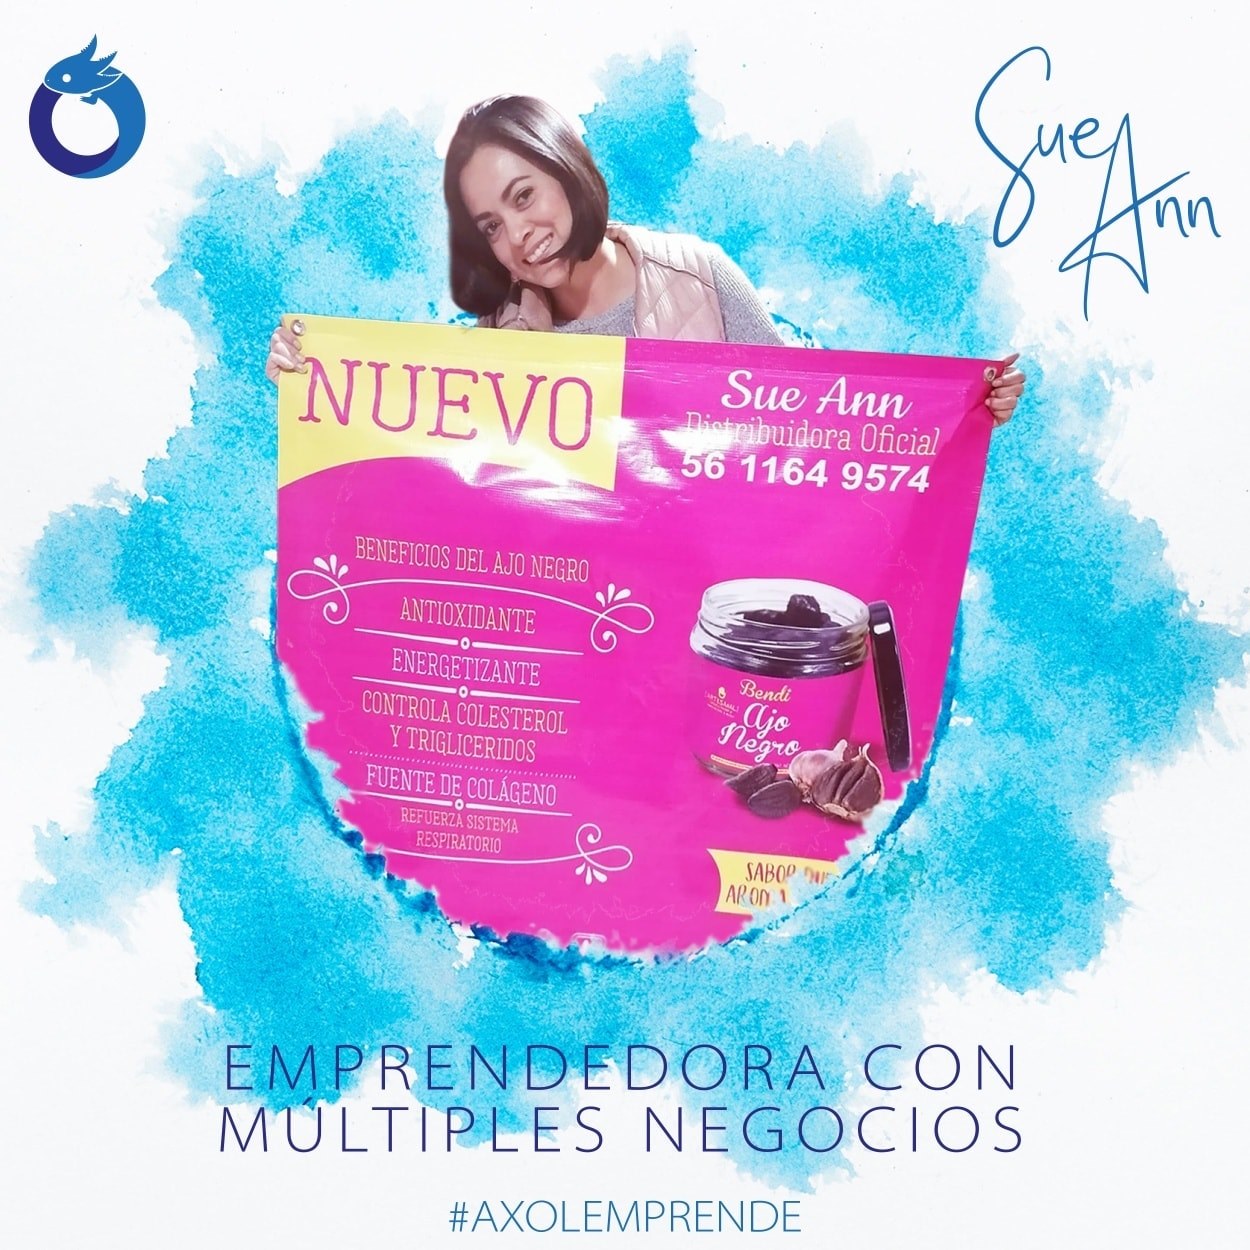 Sue Ann
NUEVO
Sue Ann
Distribuidora Oficial
56 1164 9574
BENEFICIOS DEL AJO NEGRO
ANTIOXIDANTE
ENERGETIZANTE
CONTROLA COLESTEROL
Y TRIGLICERIDOS
FUENTE DE COLÁGENO
REFUERZA SISTEMA
RESPIRATORIO
Bendi
Ajo
Negro
SABOR
EMPRENDEDORA CON
MÚLTIPLES NEGOCIOS
#AXOLEMPRENDE